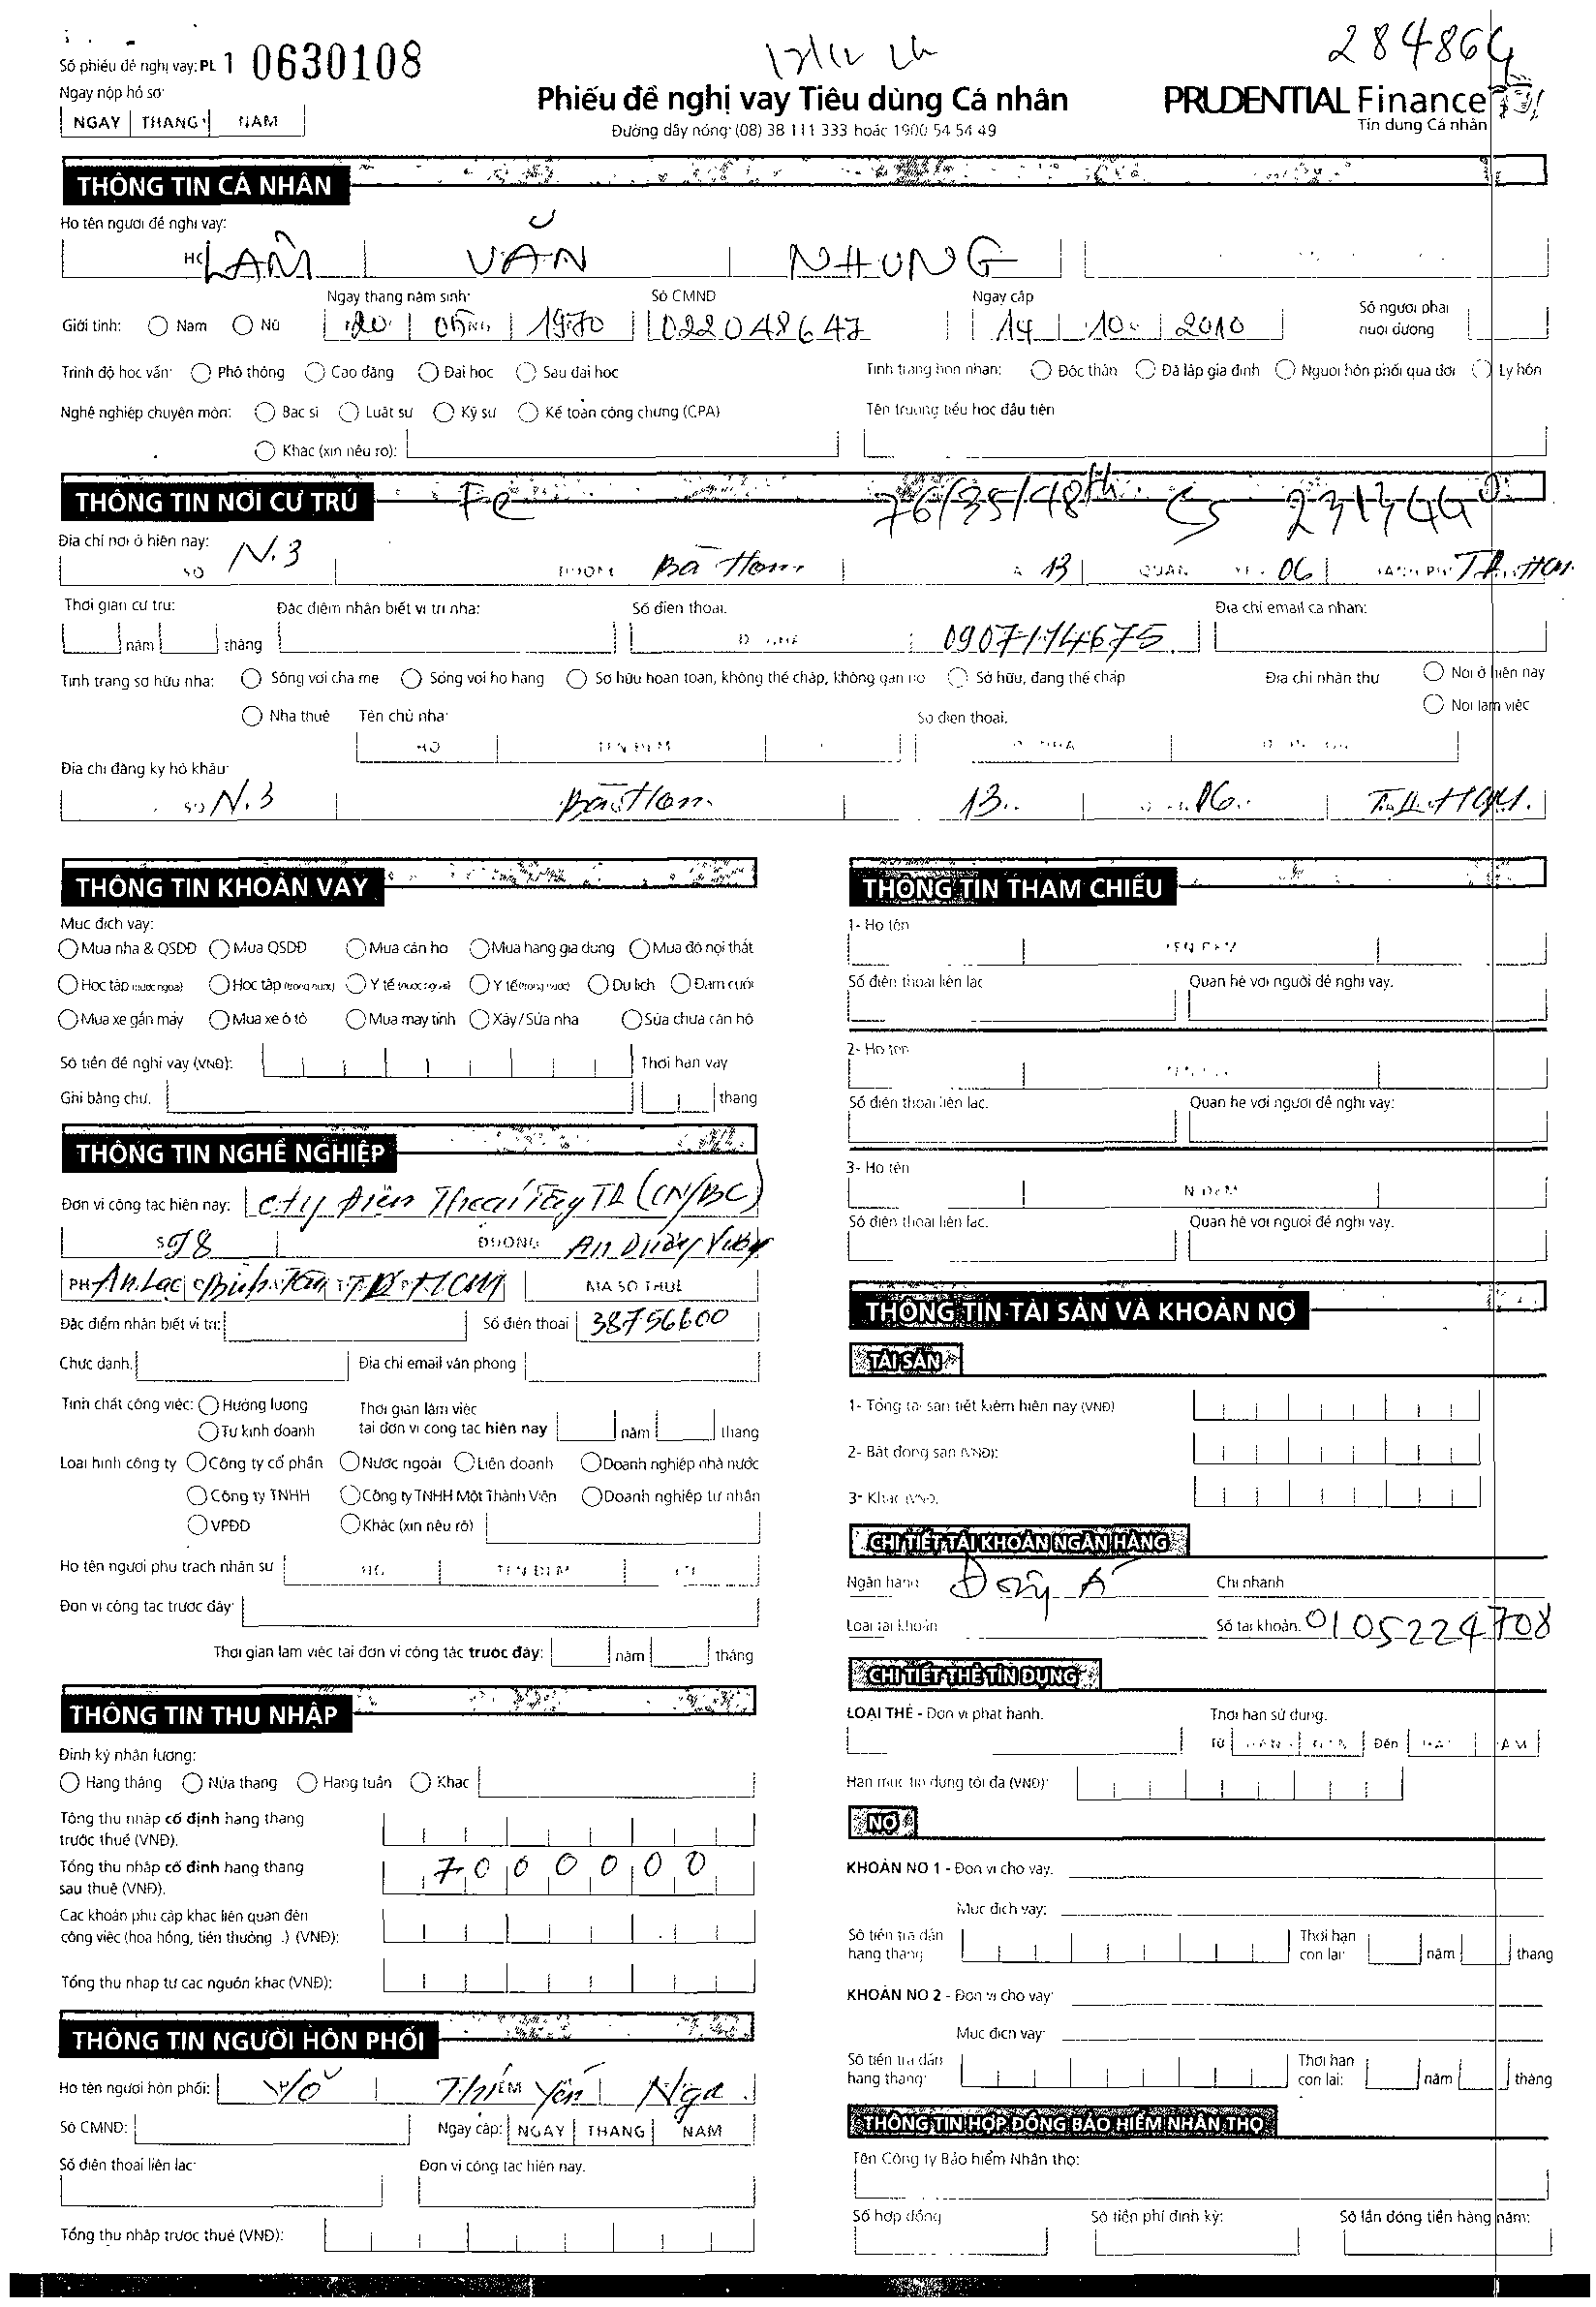 284864
Số phiếu đề nghị vay: PL 1 0630108
Ngày nộp hồ sơ:
NGÀY THÁNG NĂM
Phiếu đề nghị vay Tiêu dùng Cá nhân
Đường dây nóng: (08) 38 111 333 hoặc 1900 54 54 49
PRUDENTIAL Finance
Tín dụng Cá nhân
THÔNG TIN CÁ NHÂN
Họ tên người đề nghị vay:
HỌ LÂM VĂN NHUNG
Ngày tháng năm sinh: Số CMND Ngày cấp Số người phải nuôi dưỡng
Giới tính: Nam Nữ 20 05 1970 022048647 14 10 2010
Trình độ học vấn: Phổ thông Cao đẳng Đại học Sau đại học Tình trạng hôn nhân: Độc thân Đã lập gia đình Người hôn phối qua đời Ly hôn
Nghề nghiệp chuyên môn: Bác sĩ Luật sư Kỹ sư Kế toán công chứng (CPA) Tên trường tiểu học đầu tiên
Khác (xin nêu rõ):
THÔNG TIN NƠI CƯ TRÚ Fe 76/35/48
Địa chỉ nơi ở hiện nay:
SỐ N.3 Bà Hom 13 QUẬN 06 TP.HCM
Thời gian cư trú: Đặc điểm nhận biết vị trí nhà: Số điện thoại: Địa chỉ email cá nhân:
năm tháng 0907174675
Tình trạng sở hữu nhà: Sống với cha mẹ Sống với họ hàng Sở hữu hoàn toàn, không thế chấp, không gán nợ Sở hữu, đang thế chấp Địa chỉ nhận thư Nơi ở hiện nay
Nhà thuê Tên chủ nhà: Số điện thoại: Nơi làm việc
HỌ TÊN ĐỆM
Địa chỉ đăng ký hộ khẩu:
SỐ N.3 Bà Hom 13 06 TP.HCM
THÔNG TIN KHOẢN VAY
Mục đích vay:
Mua nhà & QSDĐ Mua QSDĐ Mua căn hộ Mua hàng gia dụng Mua đồ nội thất
Học tập (nước ngoài) Học tập (trong nước) Y tế (nước ngoài) Y tế (trong nước) Du lịch Đám cưới
Mua xe gắn máy Mua xe ô tô Mua máy tính Xây/Sửa nhà Sửa chữa căn hộ
Số tiền đề nghị vay (VNĐ): Thời hạn vay
Ghi bằng chữ: tháng
THÔNG TIN NGHỀ NGHIỆP
Đơn vị công tác hiện nay: Cty Điện Thoại Tây TP (CN/BC)
ĐƯỜNG An Dương Vương
An Lạc Bình Tân TP HCM MÃ SỐ THUẾ
Đặc điểm nhận biết vị trí: Số điện thoại 38756600
Chức danh: Địa chỉ email văn phòng
Tính chất công việc: Hưởng lương Thời gian làm việc
Tự kinh doanh tại đơn vị công tác hiện nay năm tháng
Loại hình công ty Công ty cổ phần Nước ngoài Liên doanh Doanh nghiệp nhà nước
Công ty TNHH Công ty TNHH Một Thành Viên Doanh nghiệp tư nhân
VPĐD Khác (xin nêu rõ)
Họ tên người phụ trách nhân sự HỌ TÊN ĐỆM
Đơn vị công tác trước đây:
Thời gian làm việc tại đơn vị công tác trước đây: năm tháng
THÔNG TIN THU NHẬP
Định kỳ nhận lương:
Hàng tháng Nửa tháng Hàng tuần Khác
Tổng thu nhập cố định hàng tháng
trước thuế (VNĐ).
Tổng thu nhập cố định hàng tháng 7000000
sau thuế (VNĐ).
Các khoản phụ cấp khác liên quan đến
công việc (hoa hồng, tiền thưởng .) (VNĐ):
Tổng thu nhập từ các nguồn khác (VNĐ):
THÔNG TIN NGƯỜI HÔN PHỐI
Họ tên người hôn phối: Võ Thị Yến Nga
Số CMND: Ngày cấp: NGÀY THÁNG NĂM
Số điện thoại liên lạc: Đơn vị công tác hiện nay.
Tổng thu nhập trước thuế (VNĐ):
THÔNG TIN THAM CHIẾU
1- Họ tên
TÊN ĐỆM
Số điện thoại liên lạc Quan hệ với người đề nghị vay.
2- Họ tên
Số điện thoại liên lạc. Quan hệ với người đề nghị vay:
3- Họ tên
Số điện thoại liên lạc. Quan hệ với người đề nghị vay.
THÔNG TIN TÀI SẢN VÀ KHOẢN NỢ
TÀI SẢN
1- Tổng tài sản tiết kiệm hiện nay (VNĐ)
2- Bất động sản (VNĐ):
3- Khác (VNĐ).
CHI TIẾT TÀI KHOẢN NGÂN HÀNG
Ngân hàng Đông Á Chi nhánh
Loại tài khoản Số tài khoản. 0105224708
CHI TIẾT THẺ TÍN DỤNG
LOẠI THẺ - Đơn vị phát hành. Thời hạn sử dụng.
Từ Đến
Hạn mức tín dụng tối đa (VNĐ):
NỢ
KHOẢN NỢ 1 - Đơn vị cho vay.
Mục đích vay:
Số tiền trả dần hàng tháng Thời hạn còn lại: năm tháng
KHOẢN NỢ 2 - Đơn vị cho vay
Mục đích vay:
Số tiền trả dần hàng tháng: Thời hạn còn lại: năm tháng
THÔNG TIN HỢP ĐỒNG BẢO HIỂM NHÂN THỌ
Tên Công ty Bảo hiểm Nhân thọ:
Số hợp đồng Số tiền phí định kỳ: Số lần đóng tiền hàng năm: